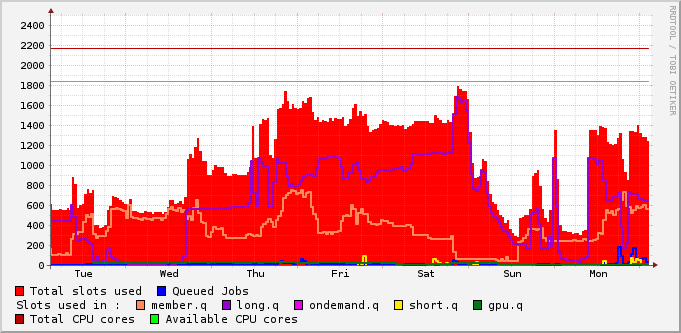 RRDTOOL / TOBI OETIKER
2400
2200
2000
1800
1600
1400
1200
1000
800
600
400
200
0
Tue Wed Thu Fri Sat Sun Mon
Total slots used Queued Jobs
Slots used in : member.q long.q ondemand.q short.q gpu.q
Total CPU cores Available CPU cores